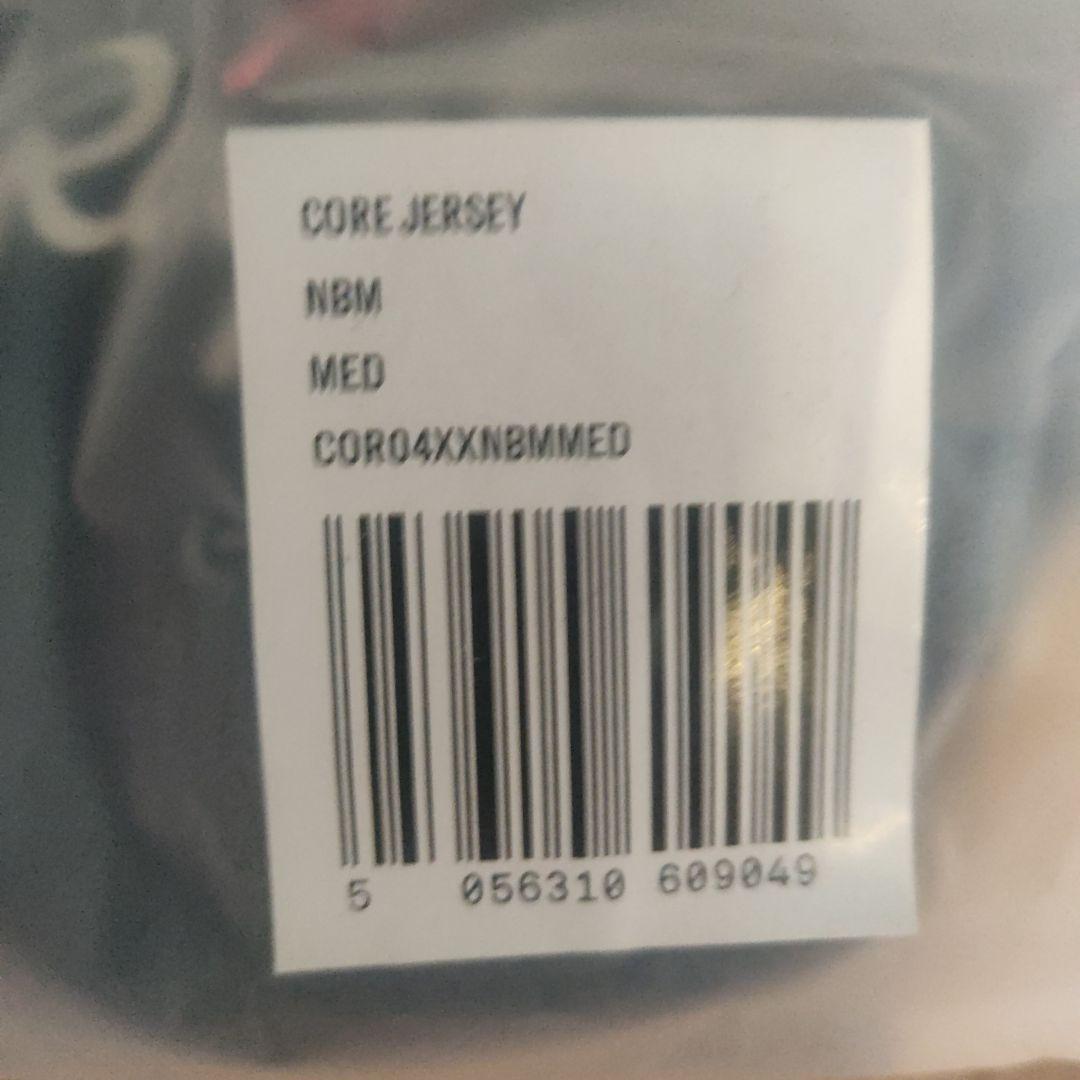 CORE JERSEY
NBM
MED
COR04XXNBMMED
5 056310 609049